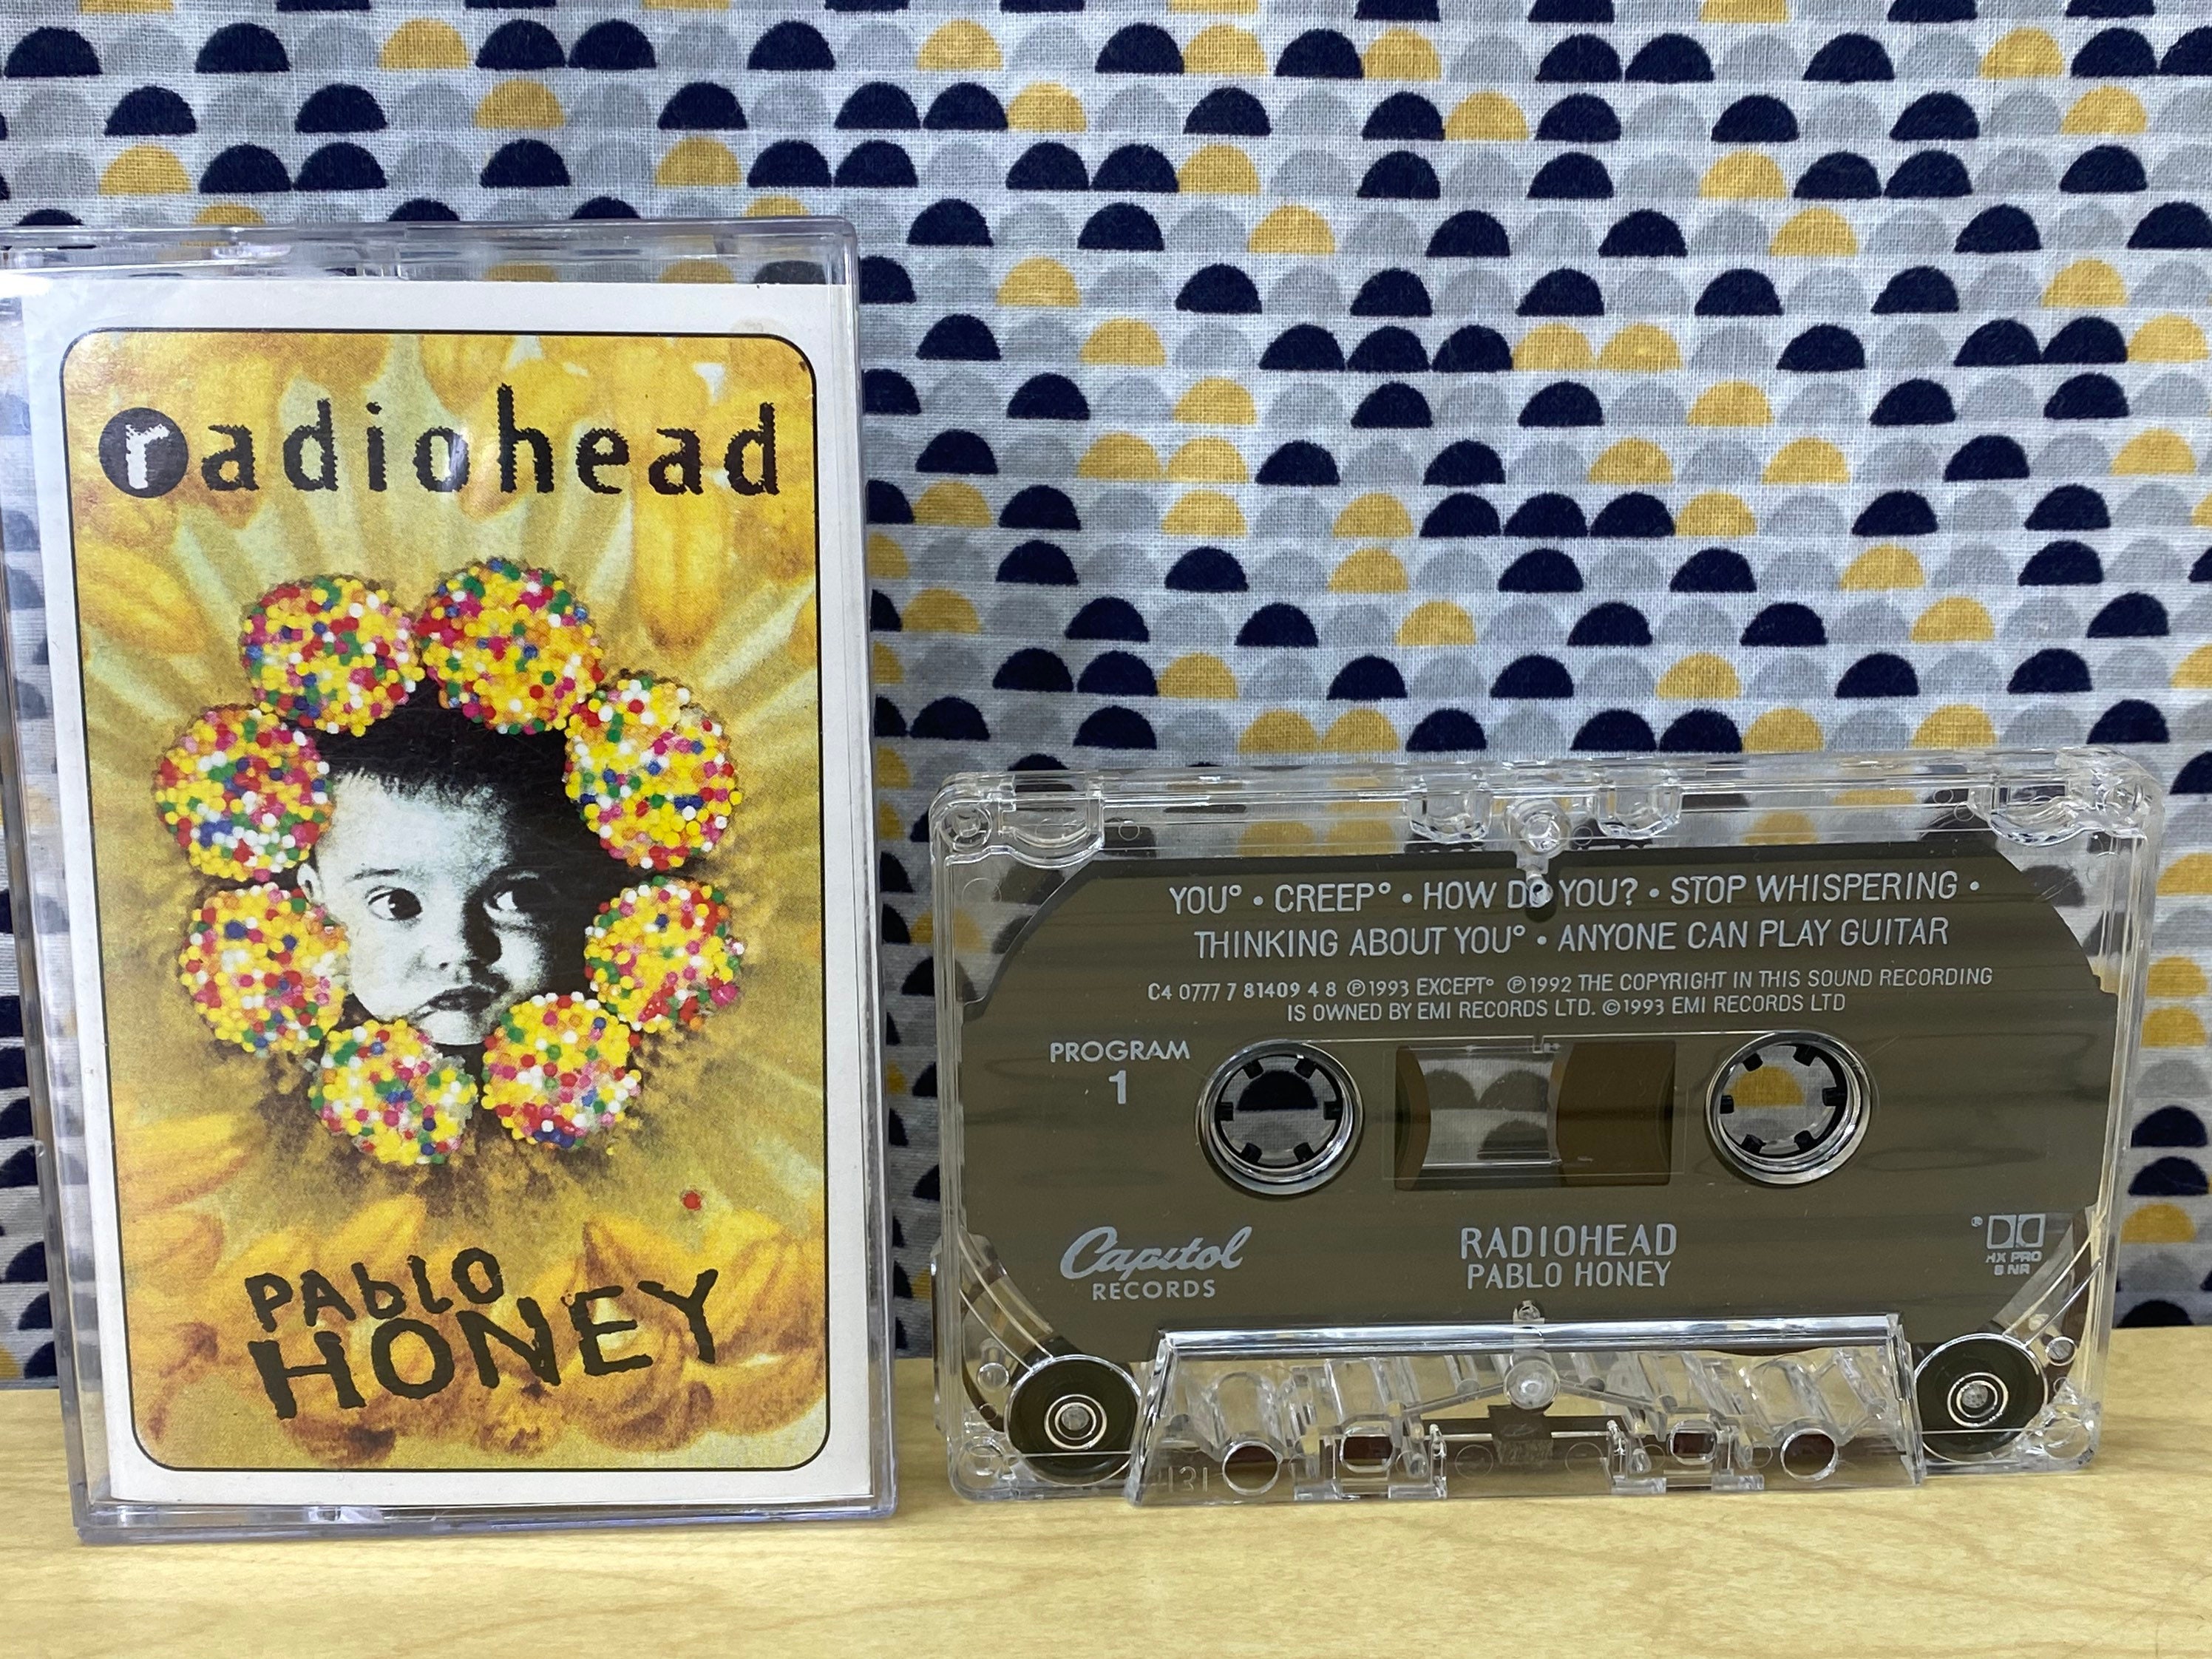 radiohead
PAblO
HONEY
YOU° • CREEP° • HOW DO YOU? • STOP WHISPERING •
THINKING ABOUT YOU° • ANYONE CAN PLAY GUITAR
C4 0777 7 81409 4 8 ℗1993 EXCEPT° ℗1992 THE COPYRIGHT IN THIS SOUND RECORDING
IS OWNED BY EMI RECORDS LTD. ©1993 EMI RECORDS LTD
PROGRAM
1
Capitol
RECORDS
RADIOHEAD
PABLO HONEY
®
HX PRO
B NR